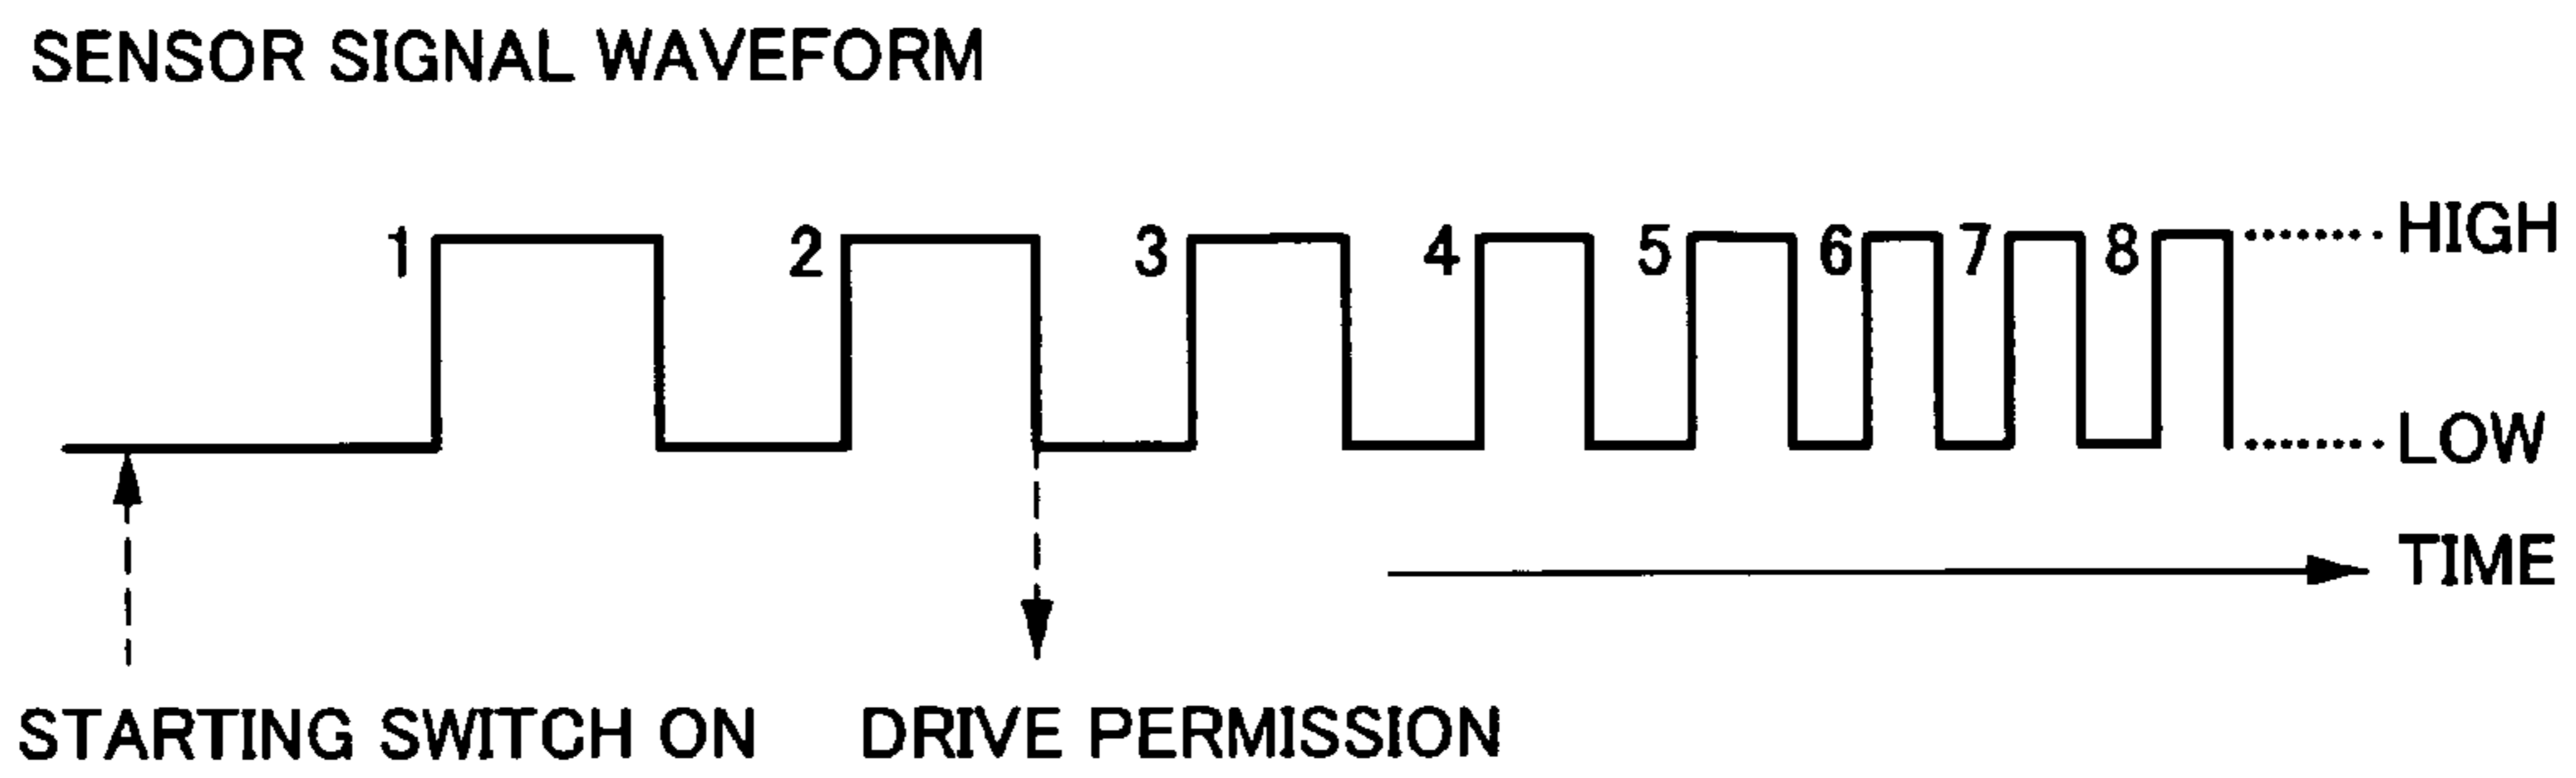 SENSOR SIGNAL WAVEFORM
1 2 3 4 5 6 7 8 HIGH
LOW
TIME
STARTING SWITCH ON DRIVE PERMISSION